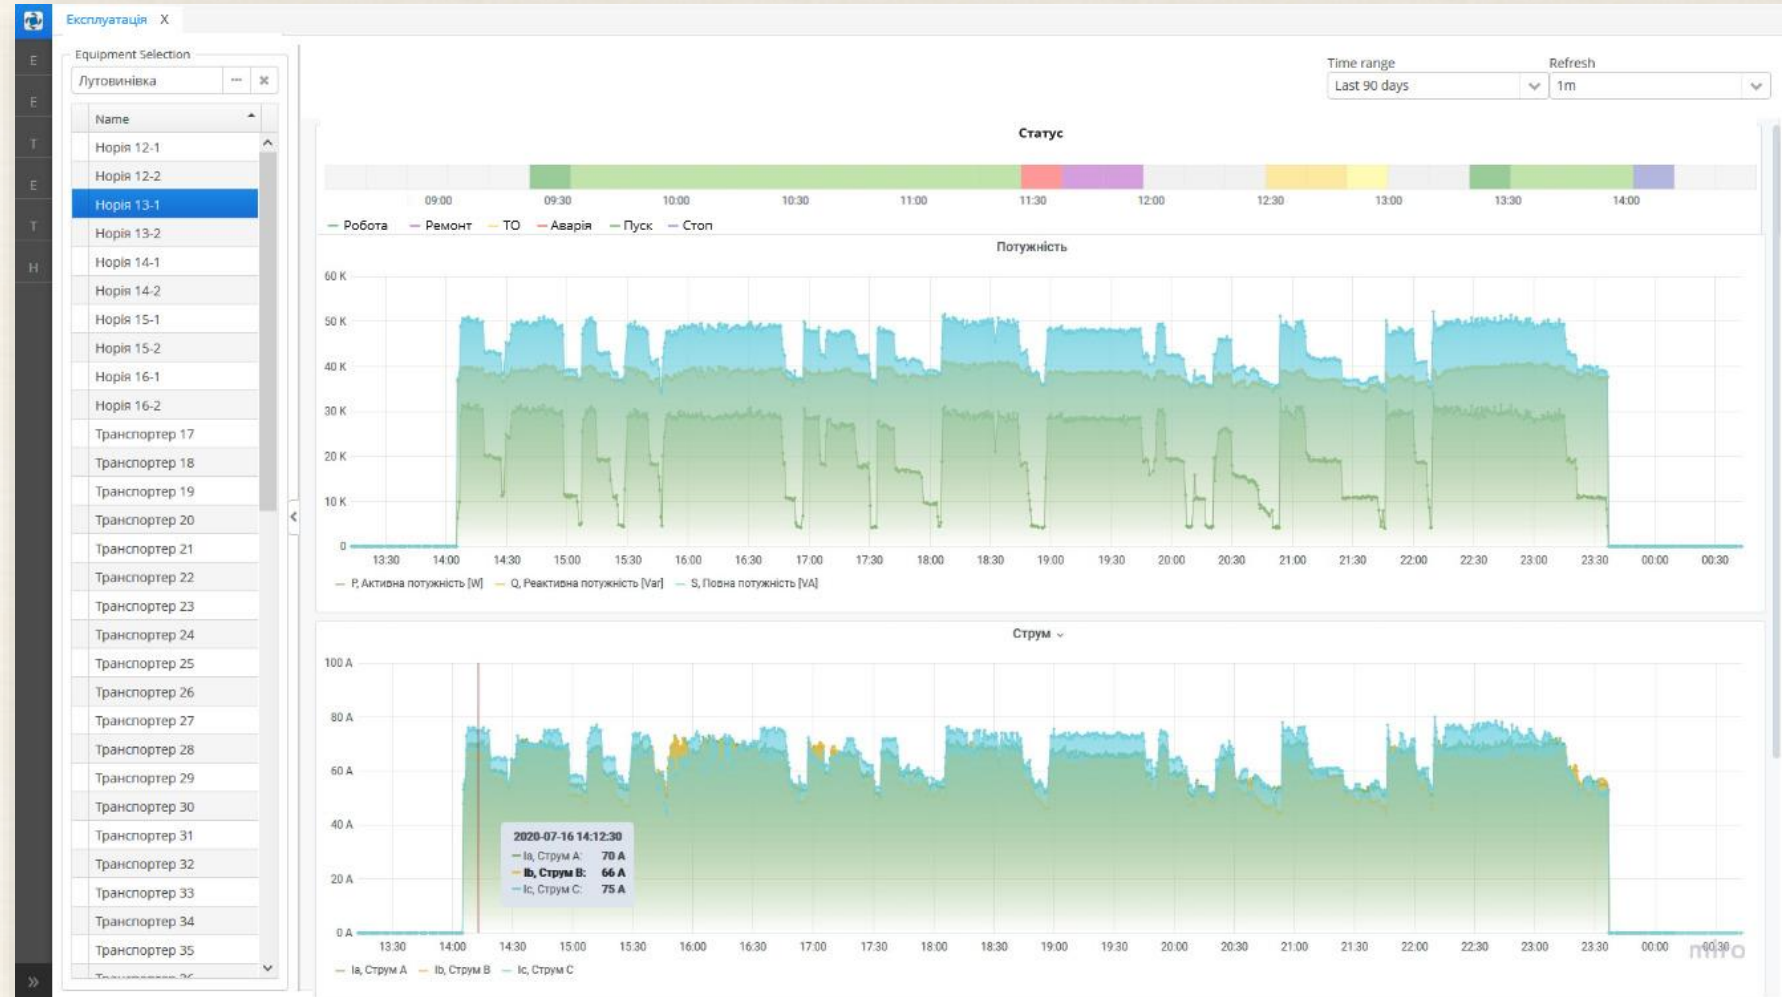 Експлуатація X
E
E
T
E
T
H
»
Equipment Selection
Лутовинівка ···
Name
Норія 12-1
Норія 12-2
Норія 13-1
Норія 13-2
Норія 14-1
Норія 14-2
Норія 15-1
Норія 15-2
Норія 16-1
Норія 16-2
Транспортер 17
Транспортер 18
Транспортер 19
Транспортер 20
Транспортер 21
Транспортер 22
Транспортер 23
Транспортер 24
Транспортер 25
Транспортер 26
Транспортер 27
Транспортер 28
Транспортер 29
Транспортер 30
Транспортер 31
Транспортер 32
Транспортер 33
Транспортер 34
Транспортер 35
Транспортер 36
Time range Refresh
Last 90 days 1m
Статус
09:00 09:30 10:00 10:30 11:00 11:30 12:00 12:30 13:00 13:30 14:00
Робота Ремонт ТО Аварія Пуск Стоп
Потужність
60 K
50 K
40 K
30 K
20 K
10 K
0
13:30 14:00 14:30 15:00 15:30 16:00 16:30 17:00 17:30 18:00 18:30 19:00 19:30 20:00 20:30 21:00 21:30 22:00 22:30 23:00 23:30 00:00 00:30
P, Активна потужність [W] Q, Реактивна потужність [Var] S, Повна потужність [VA]
Струм
100 A
80 A
60 A
40 A
20 A
0 A
2020-07-16 14:12:30
Ia, Струм A: 70 A
Ib, Струм B: 66 A
Ic, Струм C: 75 A
13:30 14:00 14:30 15:00 15:30 16:00 16:30 17:00 17:30 18:00 18:30 19:00 19:30 20:00 20:30 21:00 21:30 22:00 22:30 23:00 23:30 00:00 00:30
miro
Ia, Струм A Ib, Струм B Ic, Струм C